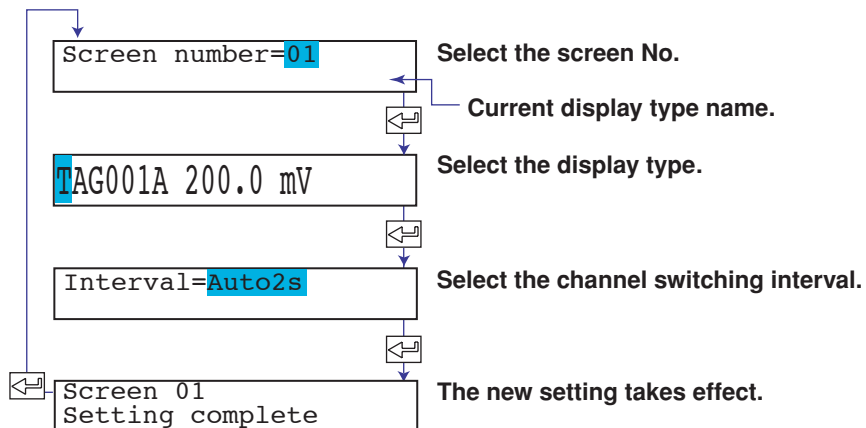 Screen number=01
Select the screen No.
Current display type name.
TAG001A 200.0 mV
Select the display type.
Interval=Auto2s
Select the channel switching interval.
Screen 01
Setting complete
The new setting takes effect.